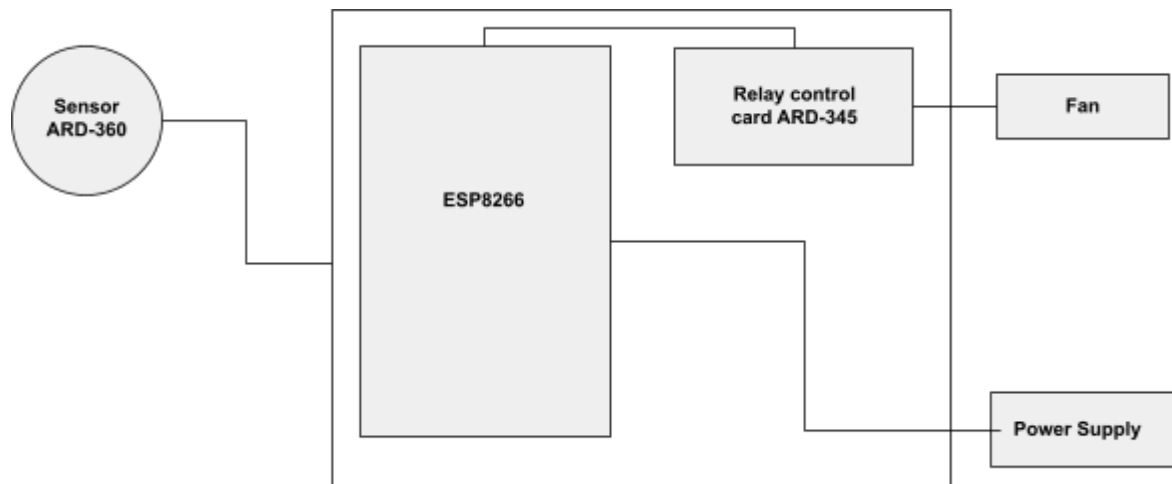 Sensor
ARD-360
ESP8266
Relay control
card ARD-345
Fan
Power Supply